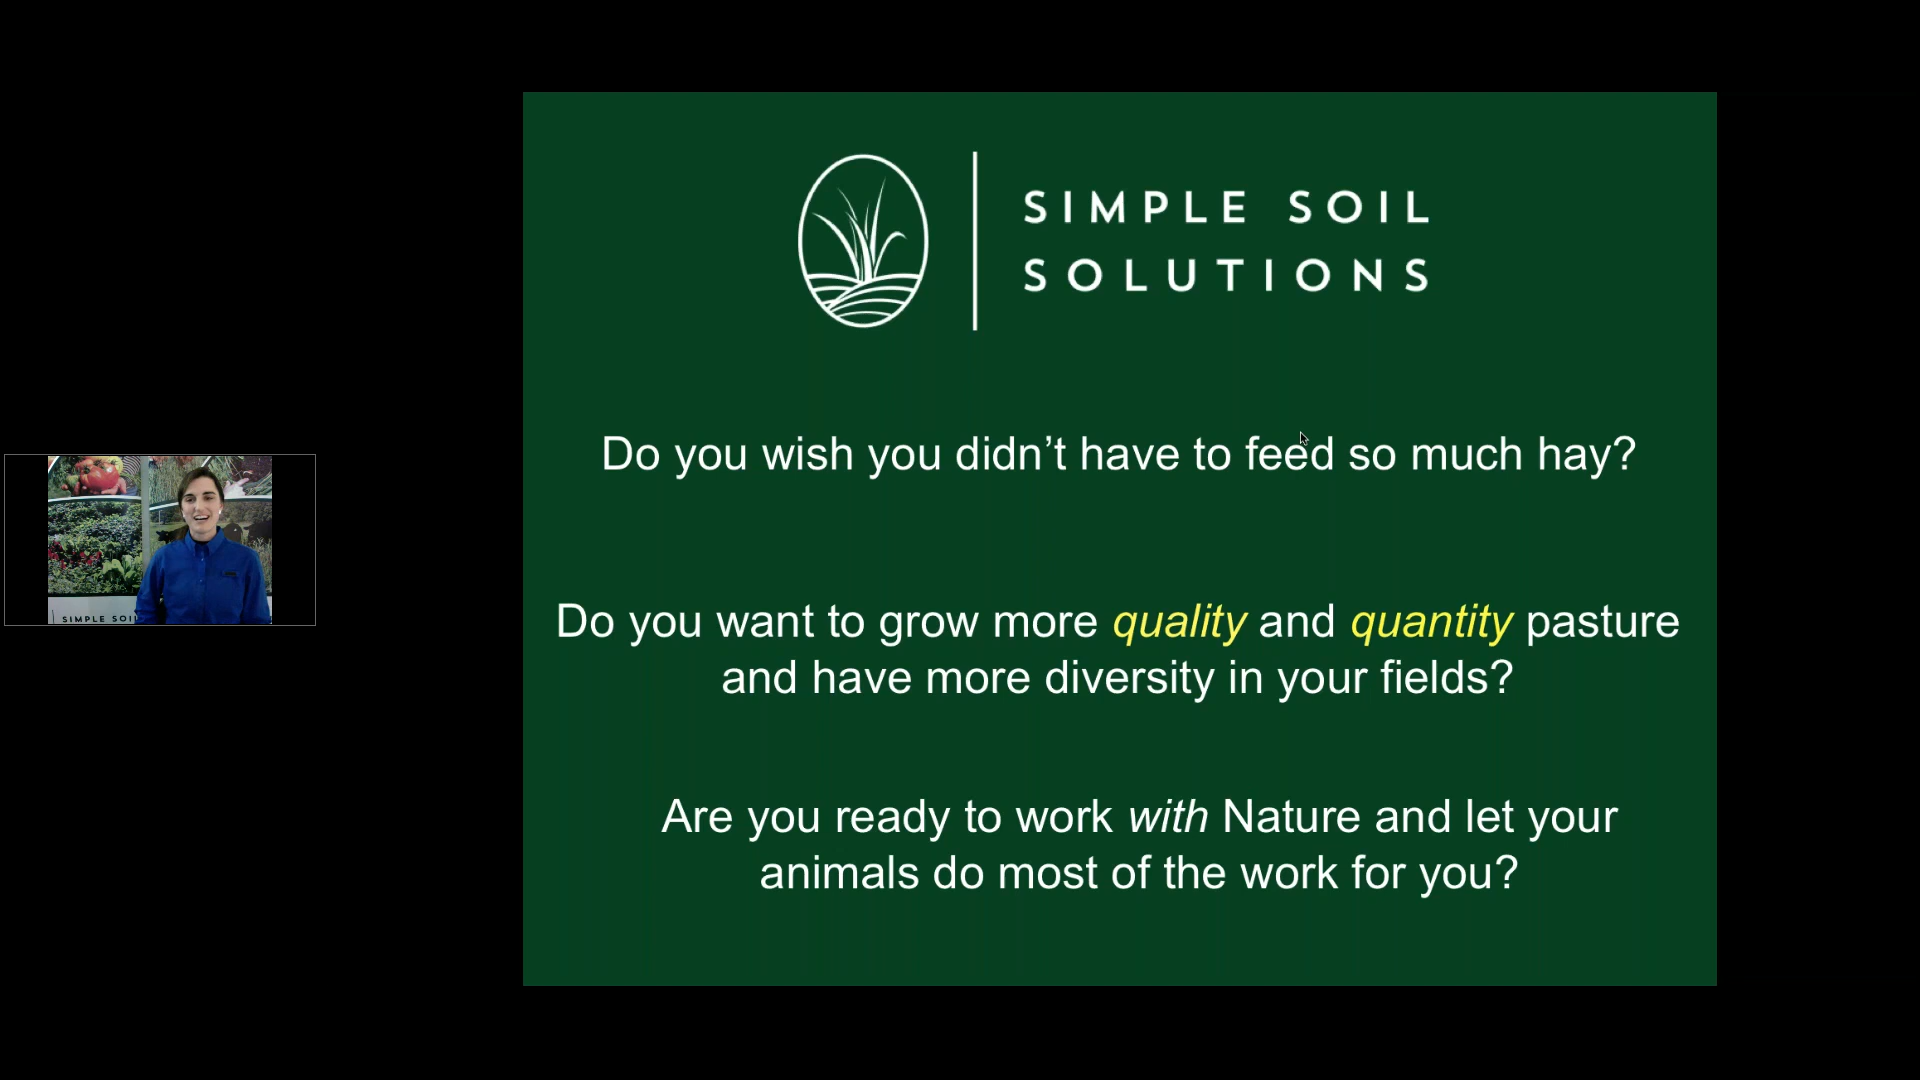 SIMPLE SOIL
SOLUTIONS
Do you wish you didn’t have to feed so much hay?
Do you want to grow more quality and quantity pasture
and have more diversity in your fields?
Are you ready to work with Nature and let your
animals do most of the work for you?
SIMPLE SOI